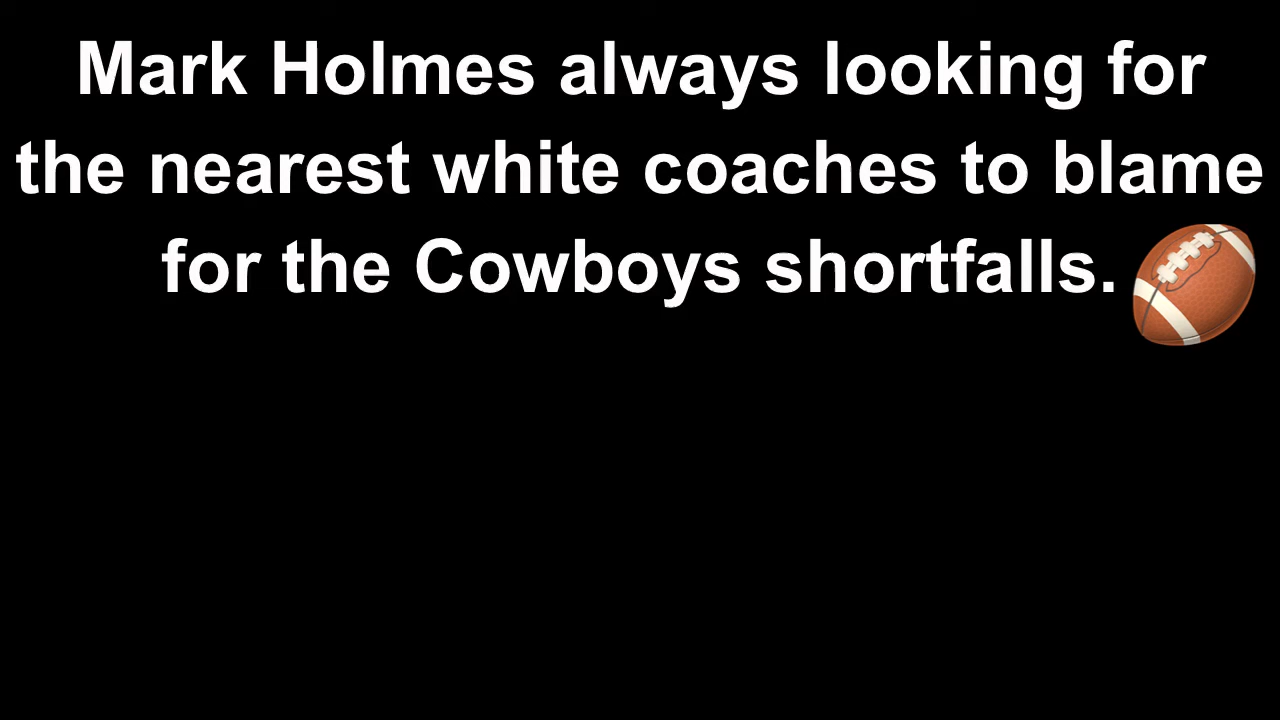 Mark Holmes always looking for
the nearest white coaches to blame
for the Cowboys shortfalls.